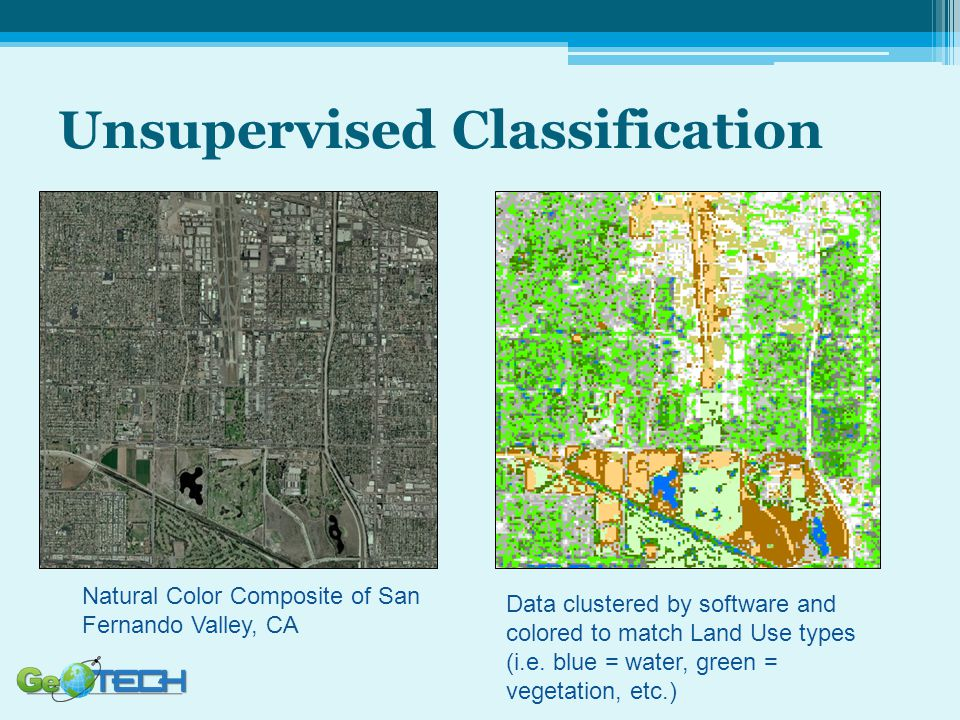 Unsupervised Classification
Natural Color Composite of San
Fernando Valley, CA
Data clustered by software and
colored to match Land Use types
(i.e. blue = water, green =
vegetation, etc.)
GeoTECH